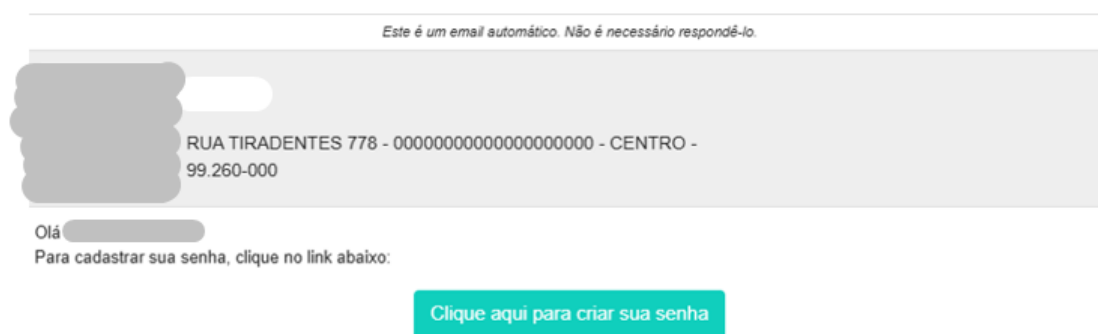 Este é um email automático. Não é necessário respondê-lo.
RUA TIRADENTES 778 - 00000000000000000000 - CENTRO -
99.260-000
Olá
Para cadastrar sua senha, clique no link abaixo:
Clique aqui para criar sua senha